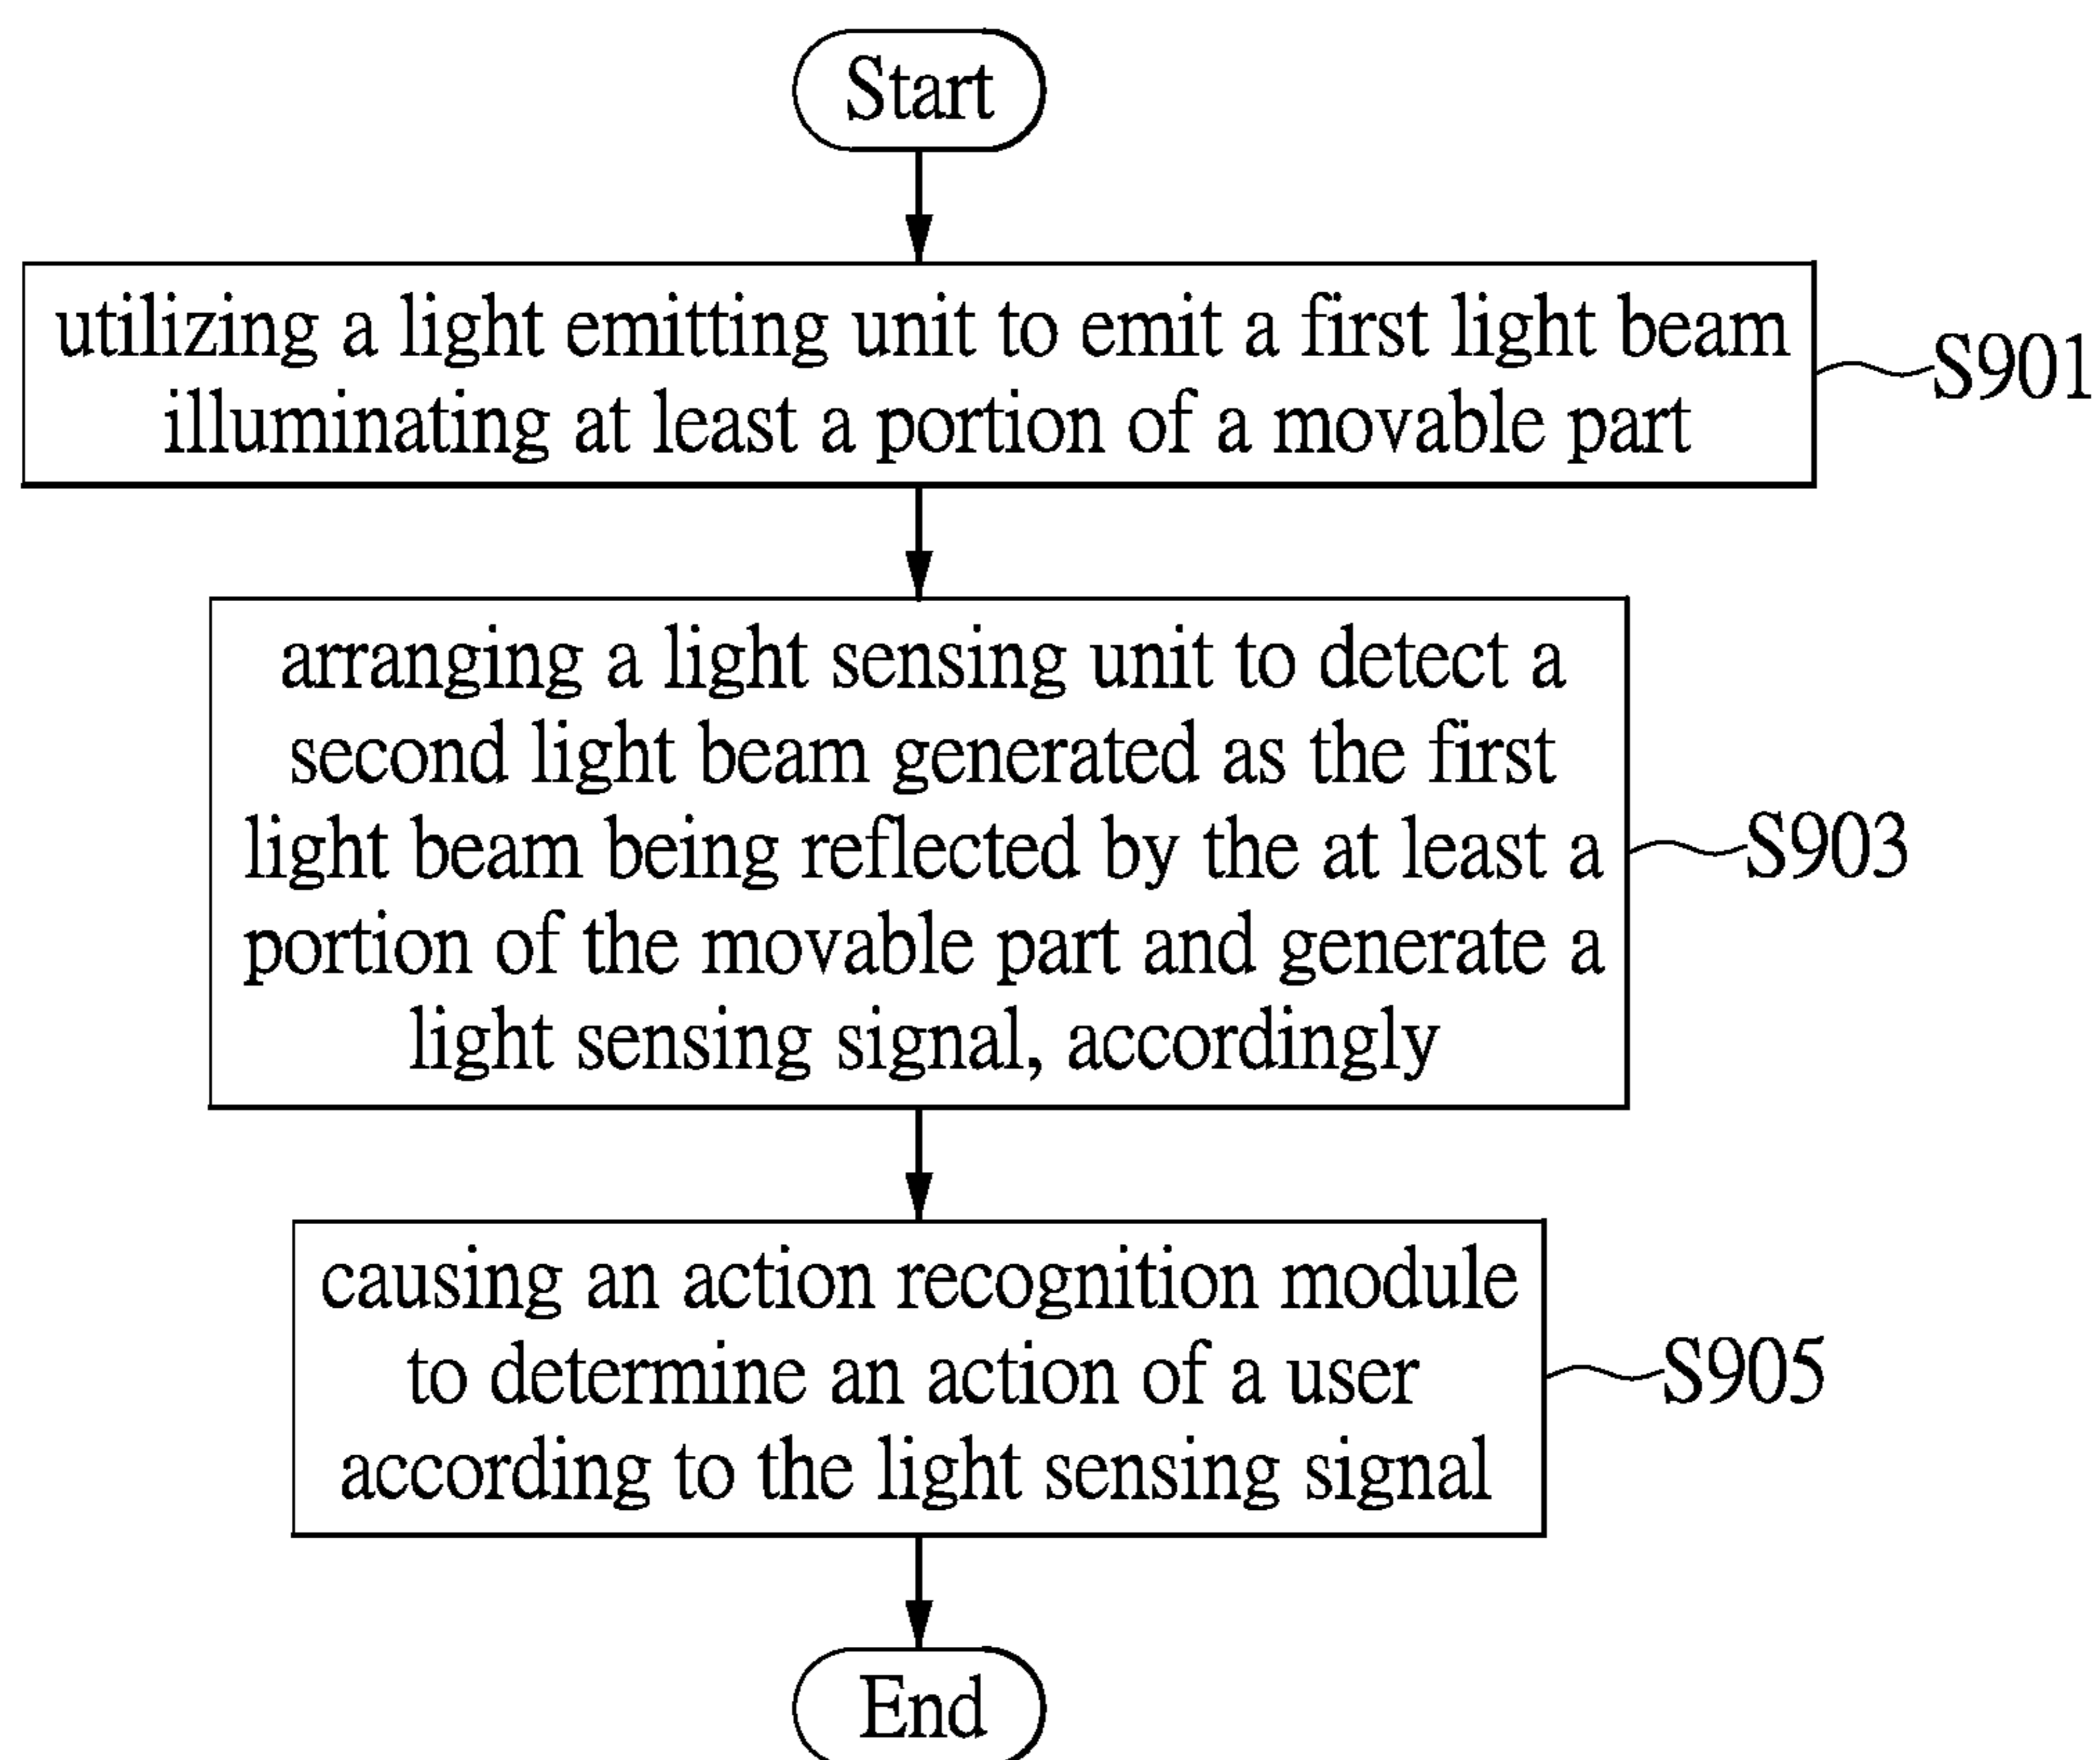 Start
utilizing a light emitting unit to emit a first light beam
illuminating at least a portion of a movable part
S901
arranging a light sensing unit to detect a
second light beam generated as the first
light beam being reflected by the at least a
portion of the movable part and generate a
light sensing signal, accordingly
S903
causing an action recognition module
to determine an action of a user
according to the light sensing signal
S905
End